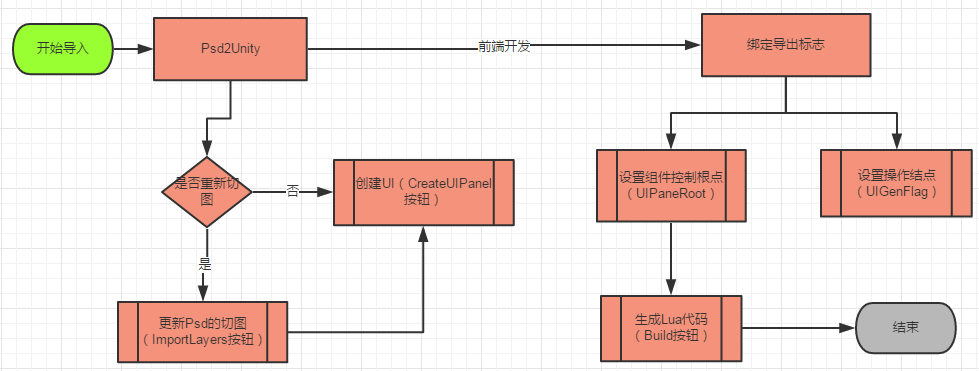 开始导入
Psd2Unity
前端开发
绑定导出标志
是否重新切
图
否
创建UI（CreateUIPanel
按钮）
设置组件控制根点
（UIPaneRoot）
设置操作结点
（UIGenFlag）
是
更新Psd的切图
（ImportLayers按钮）
生成Lua代码
（Build按钮）
结束